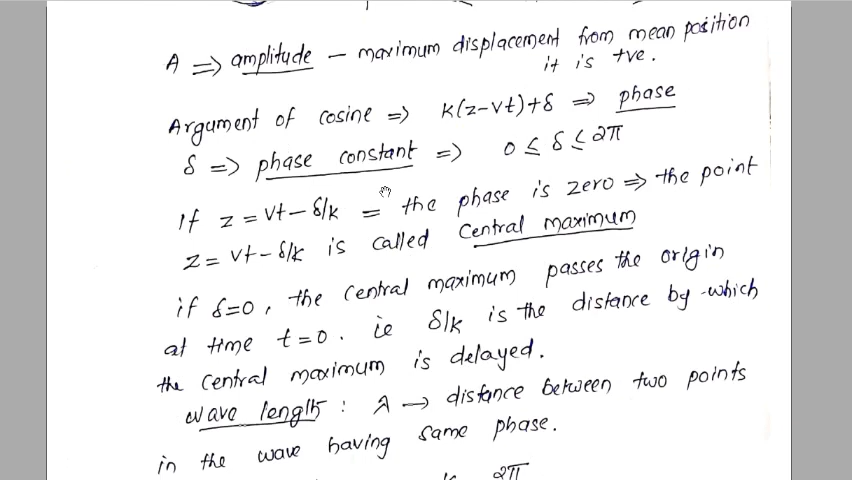 A ⇒ amplitude – maximum displacement from mean position
it is +ve.
Argument of cosine ⇒ k(z-vt)+δ ⇒ phase
δ ⇒ phase constant ⇒ 0 ≤ δ ≤ 2π
If z = vt – δ/k = the phase is zero ⇒ the point
z = vt – δ/k is called Central maximum
if δ=0, the central maximum passes the origin
at time t=0. ie δ/k is the distance by which
the central maximum is delayed.
wave length : λ → distance between two points
in the wave having same phase.
2π